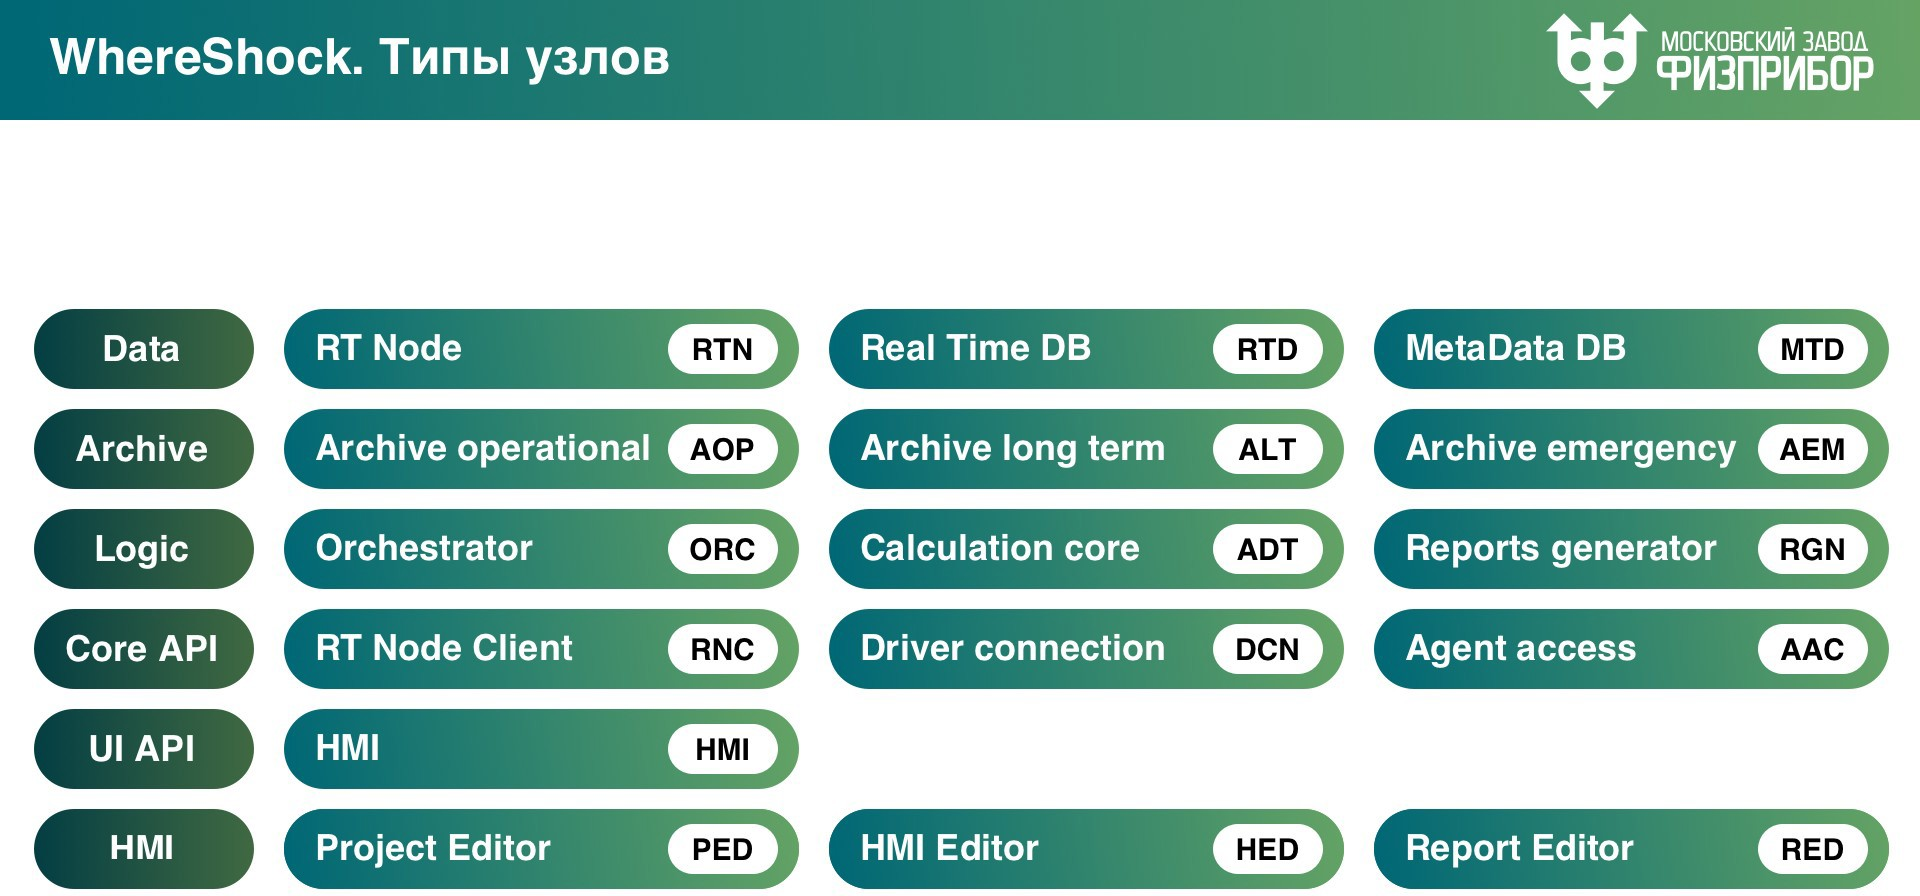 WhereShock. Типы узлов
МОСКОВСКИЙ ЗАВОД
ФИЗПРИБОР
Data RT Node RTN Real Time DB RTD MetaData DB MTD
Archive Archive operational AOP Archive long term ALT Archive emergency AEM
Logic Orchestrator ORC Calculation core ADT Reports generator RGN
Core API RT Node Client RNC Driver connection DCN Agent access AAC
UI API HMI HMI
HMI Project Editor PED HMI Editor HED Report Editor RED